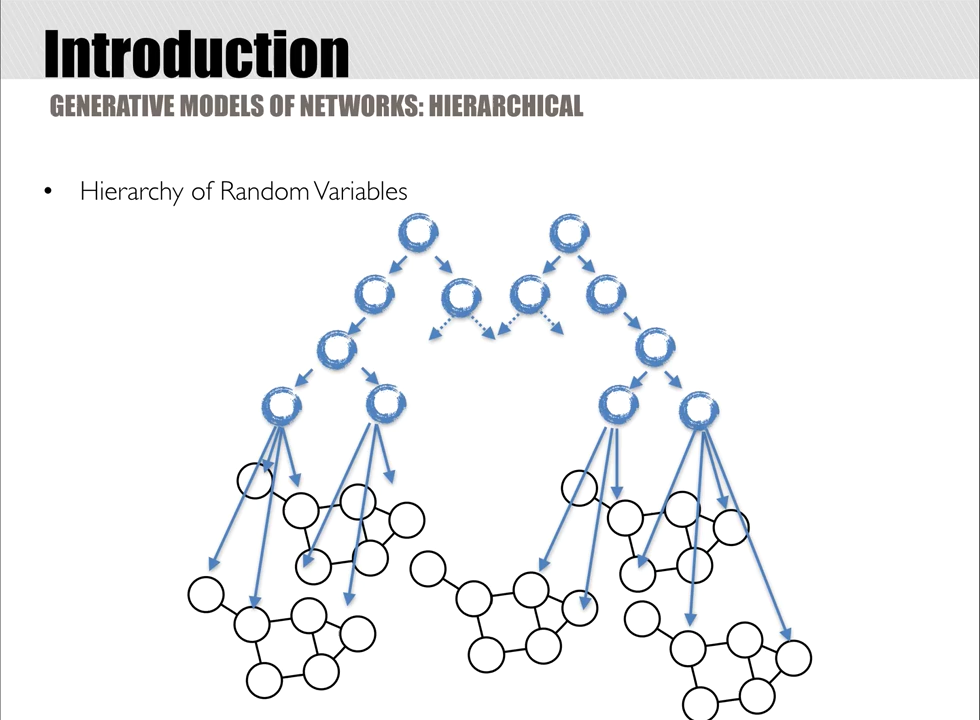 Introduction
GENERATIVE MODELS OF NETWORKS: HIERARCHICAL
• Hierarchy of Random Variables